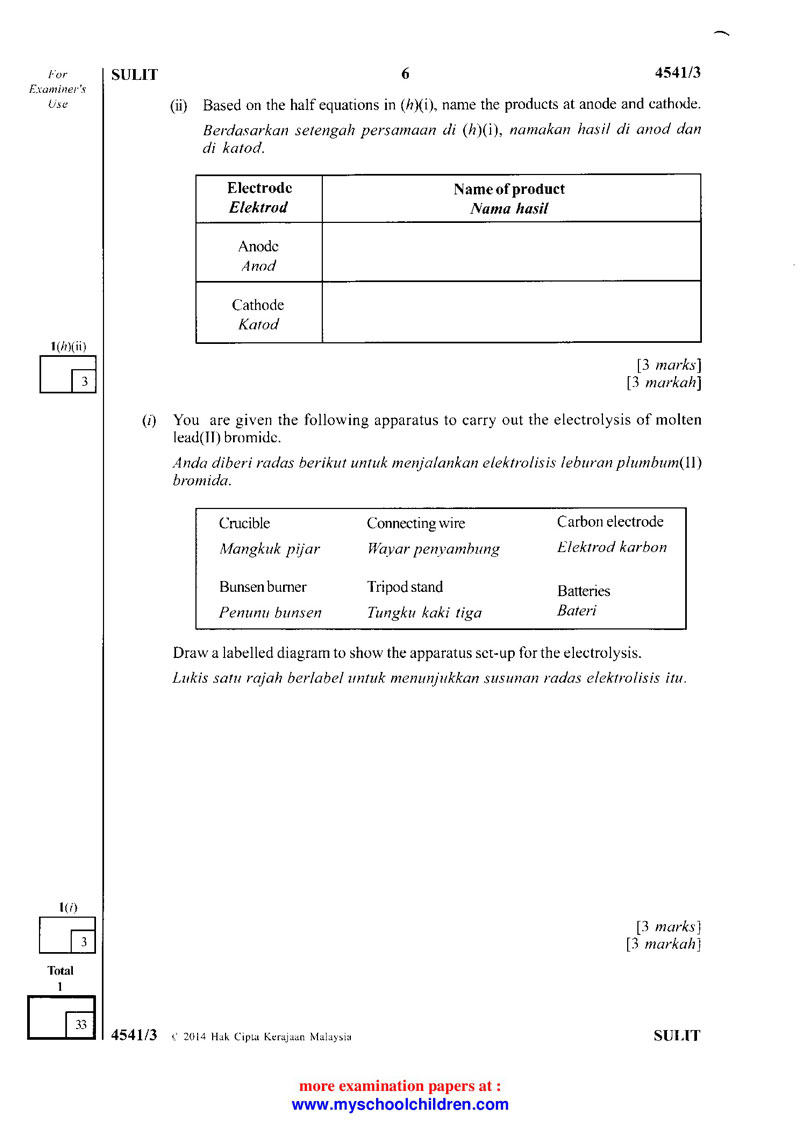 For
Examiner's
Use
SULIT 6 4541/3
(ii) Based on the half equations in (h)(i), name the products at anode and cathode.
Berdasarkan setengah persamaan di (h)(i), namakan hasil di anod dan
di katod.
Electrode Name of product
Elektrod Nama hasil
Anode
Anod
Cathode
Katod
1(h)(ii)
3
[3 marks]
[3 markah]
(i) You are given the following apparatus to carry out the electrolysis of molten
lead(II) bromide.
Anda diberi radas berikut untuk menjalankan elektrolisis leburan plumbum(II)
bromida.
Crucible Connecting wire Carbon electrode
Mangkuk pijar Wayar penyambung Elektrod karbon
Bunsen burner Tripod stand Batteries
Penunu bunsen Tungku kaki tiga Bateri
Draw a labelled diagram to show the apparatus set-up for the electrolysis.
Lukis satu rajah berlabel untuk menunjukkan susunan radas elektrolisis itu.
1(i)
3
[3 marks]
[3 markah]
Total
1
33
4541/3 © 2014 Hak Cipta Kerajaan Malaysia SULIT
more examination papers at :
www.myschoolchildren.com